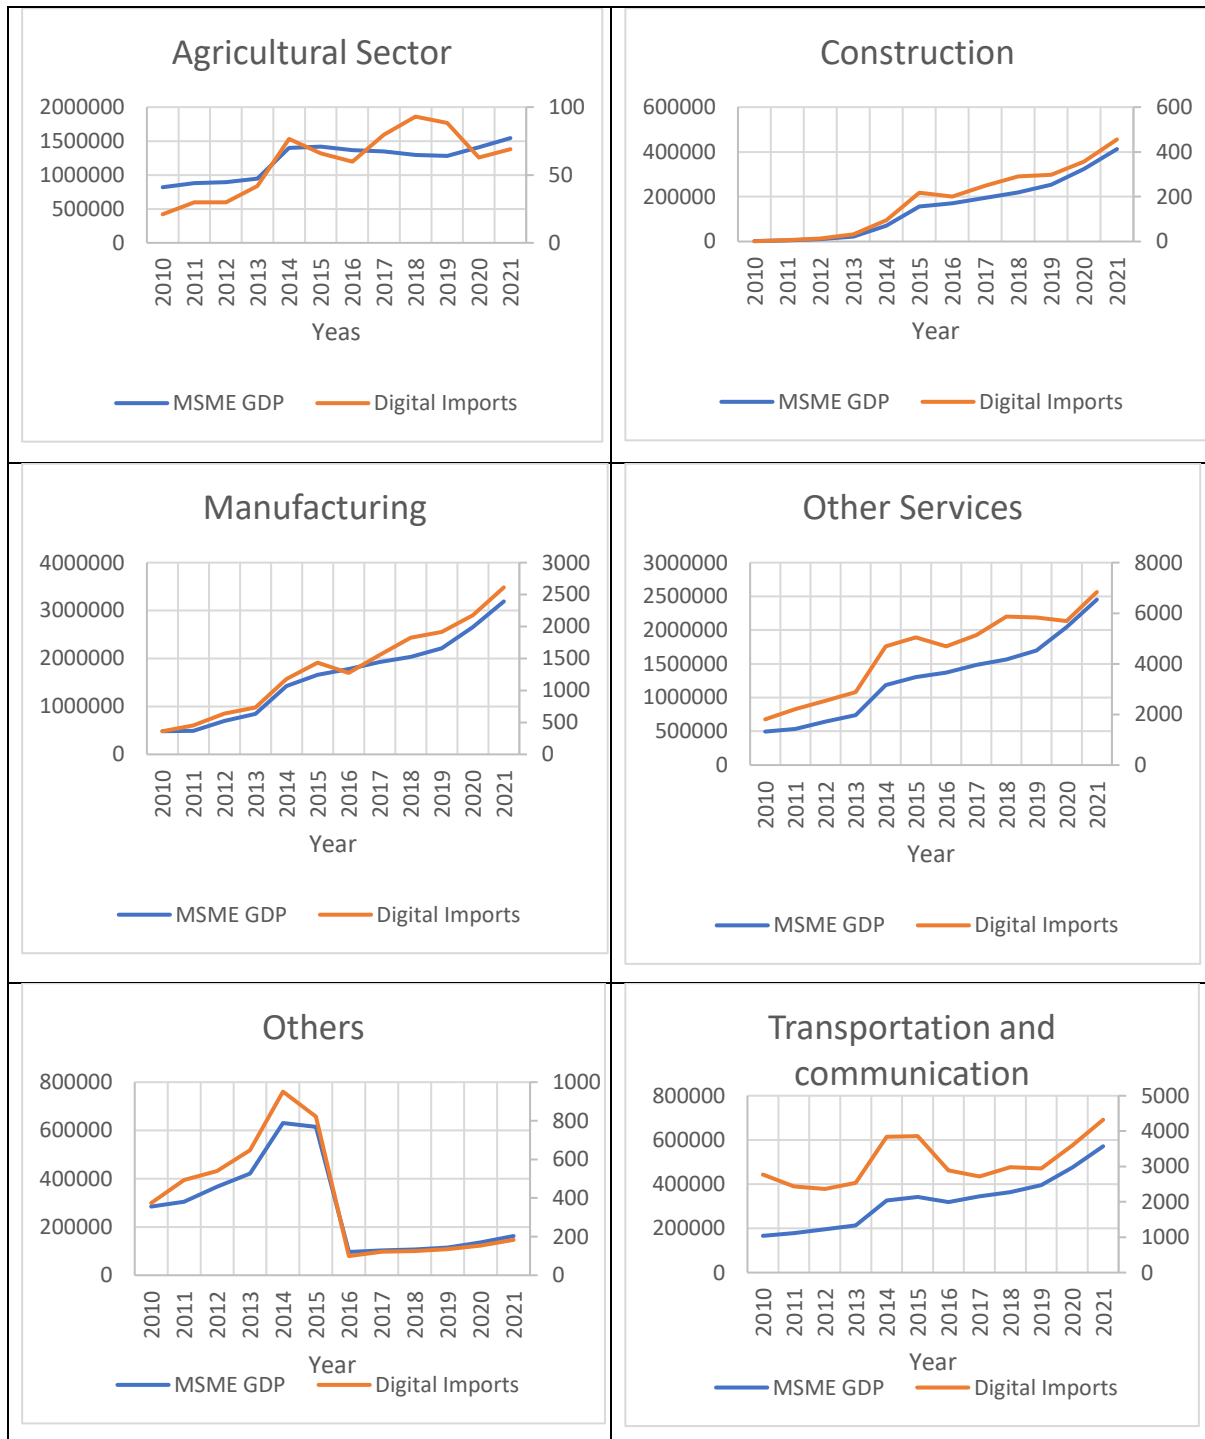 Agricultural Sector
2000000
1500000
1000000
500000
0
100
50
0
2010 2011 2012 2013 2014 2015 2016 2017 2018 2019 2020 2021
Yeas
MSME GDP Digital Imports
Construction
600000
400000
200000
0
600
400
200
0
2010 2011 2012 2013 2014 2015 2016 2017 2018 2019 2020 2021
Year
MSME GDP Digital Imports
Manufacturing
4000000
3000000
2000000
1000000
0
3000
2500
2000
1500
1000
500
0
2010 2011 2012 2013 2014 2015 2016 2017 2018 2019 2020 2021
Year
MSME GDP Digital Imports
Other Services
3000000
2500000
2000000
1500000
1000000
500000
0
8000
6000
4000
2000
0
2010 2011 2012 2013 2014 2015 2016 2017 2018 2019 2020 2021
Year
MSME GDP Digital Imports
Others
800000
600000
400000
200000
0
1000
800
600
400
200
0
2010 2011 2012 2013 2014 2015 2016 2017 2018 2019 2020 2021
Year
MSME GDP Digital Imports
Transportation and
communication
800000
600000
400000
200000
0
5000
4000
3000
2000
1000
0
2010 2011 2012 2013 2014 2015 2016 2017 2018 2019 2020 2021
Year
MSME GDP Digital Imports